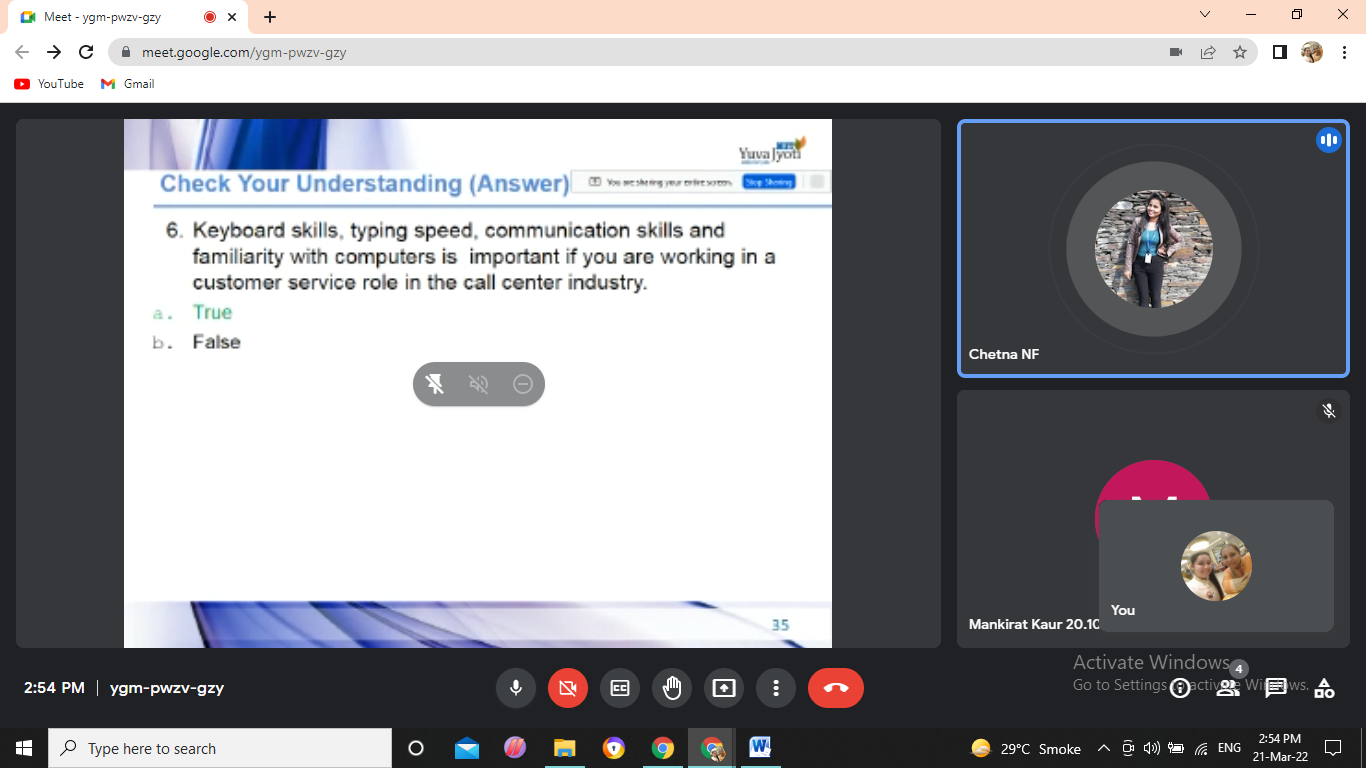 Meet - ygm-pwzv-gzy
meet.google.com/ygm-pwzv-gzy
YouTube
Gmail
Yuva Jyoti
Check Your Understanding (Answer)
You are sharing your entire screen.
Stop Sharing
6. Keyboard skills, typing speed, communication skills and
familiarity with computers is important if you are working in a
customer service role in the call center industry.
a. True
b. False
35
Chetna NF
Mankirat Kaur 20.10
You
2:54 PM | ygm-pwzv-gzy
CC
Activate Windows
Go to Settings to activate Windows.
4
Type here to search
29°C Smoke
ENG
2:54 PM
21-Mar-22